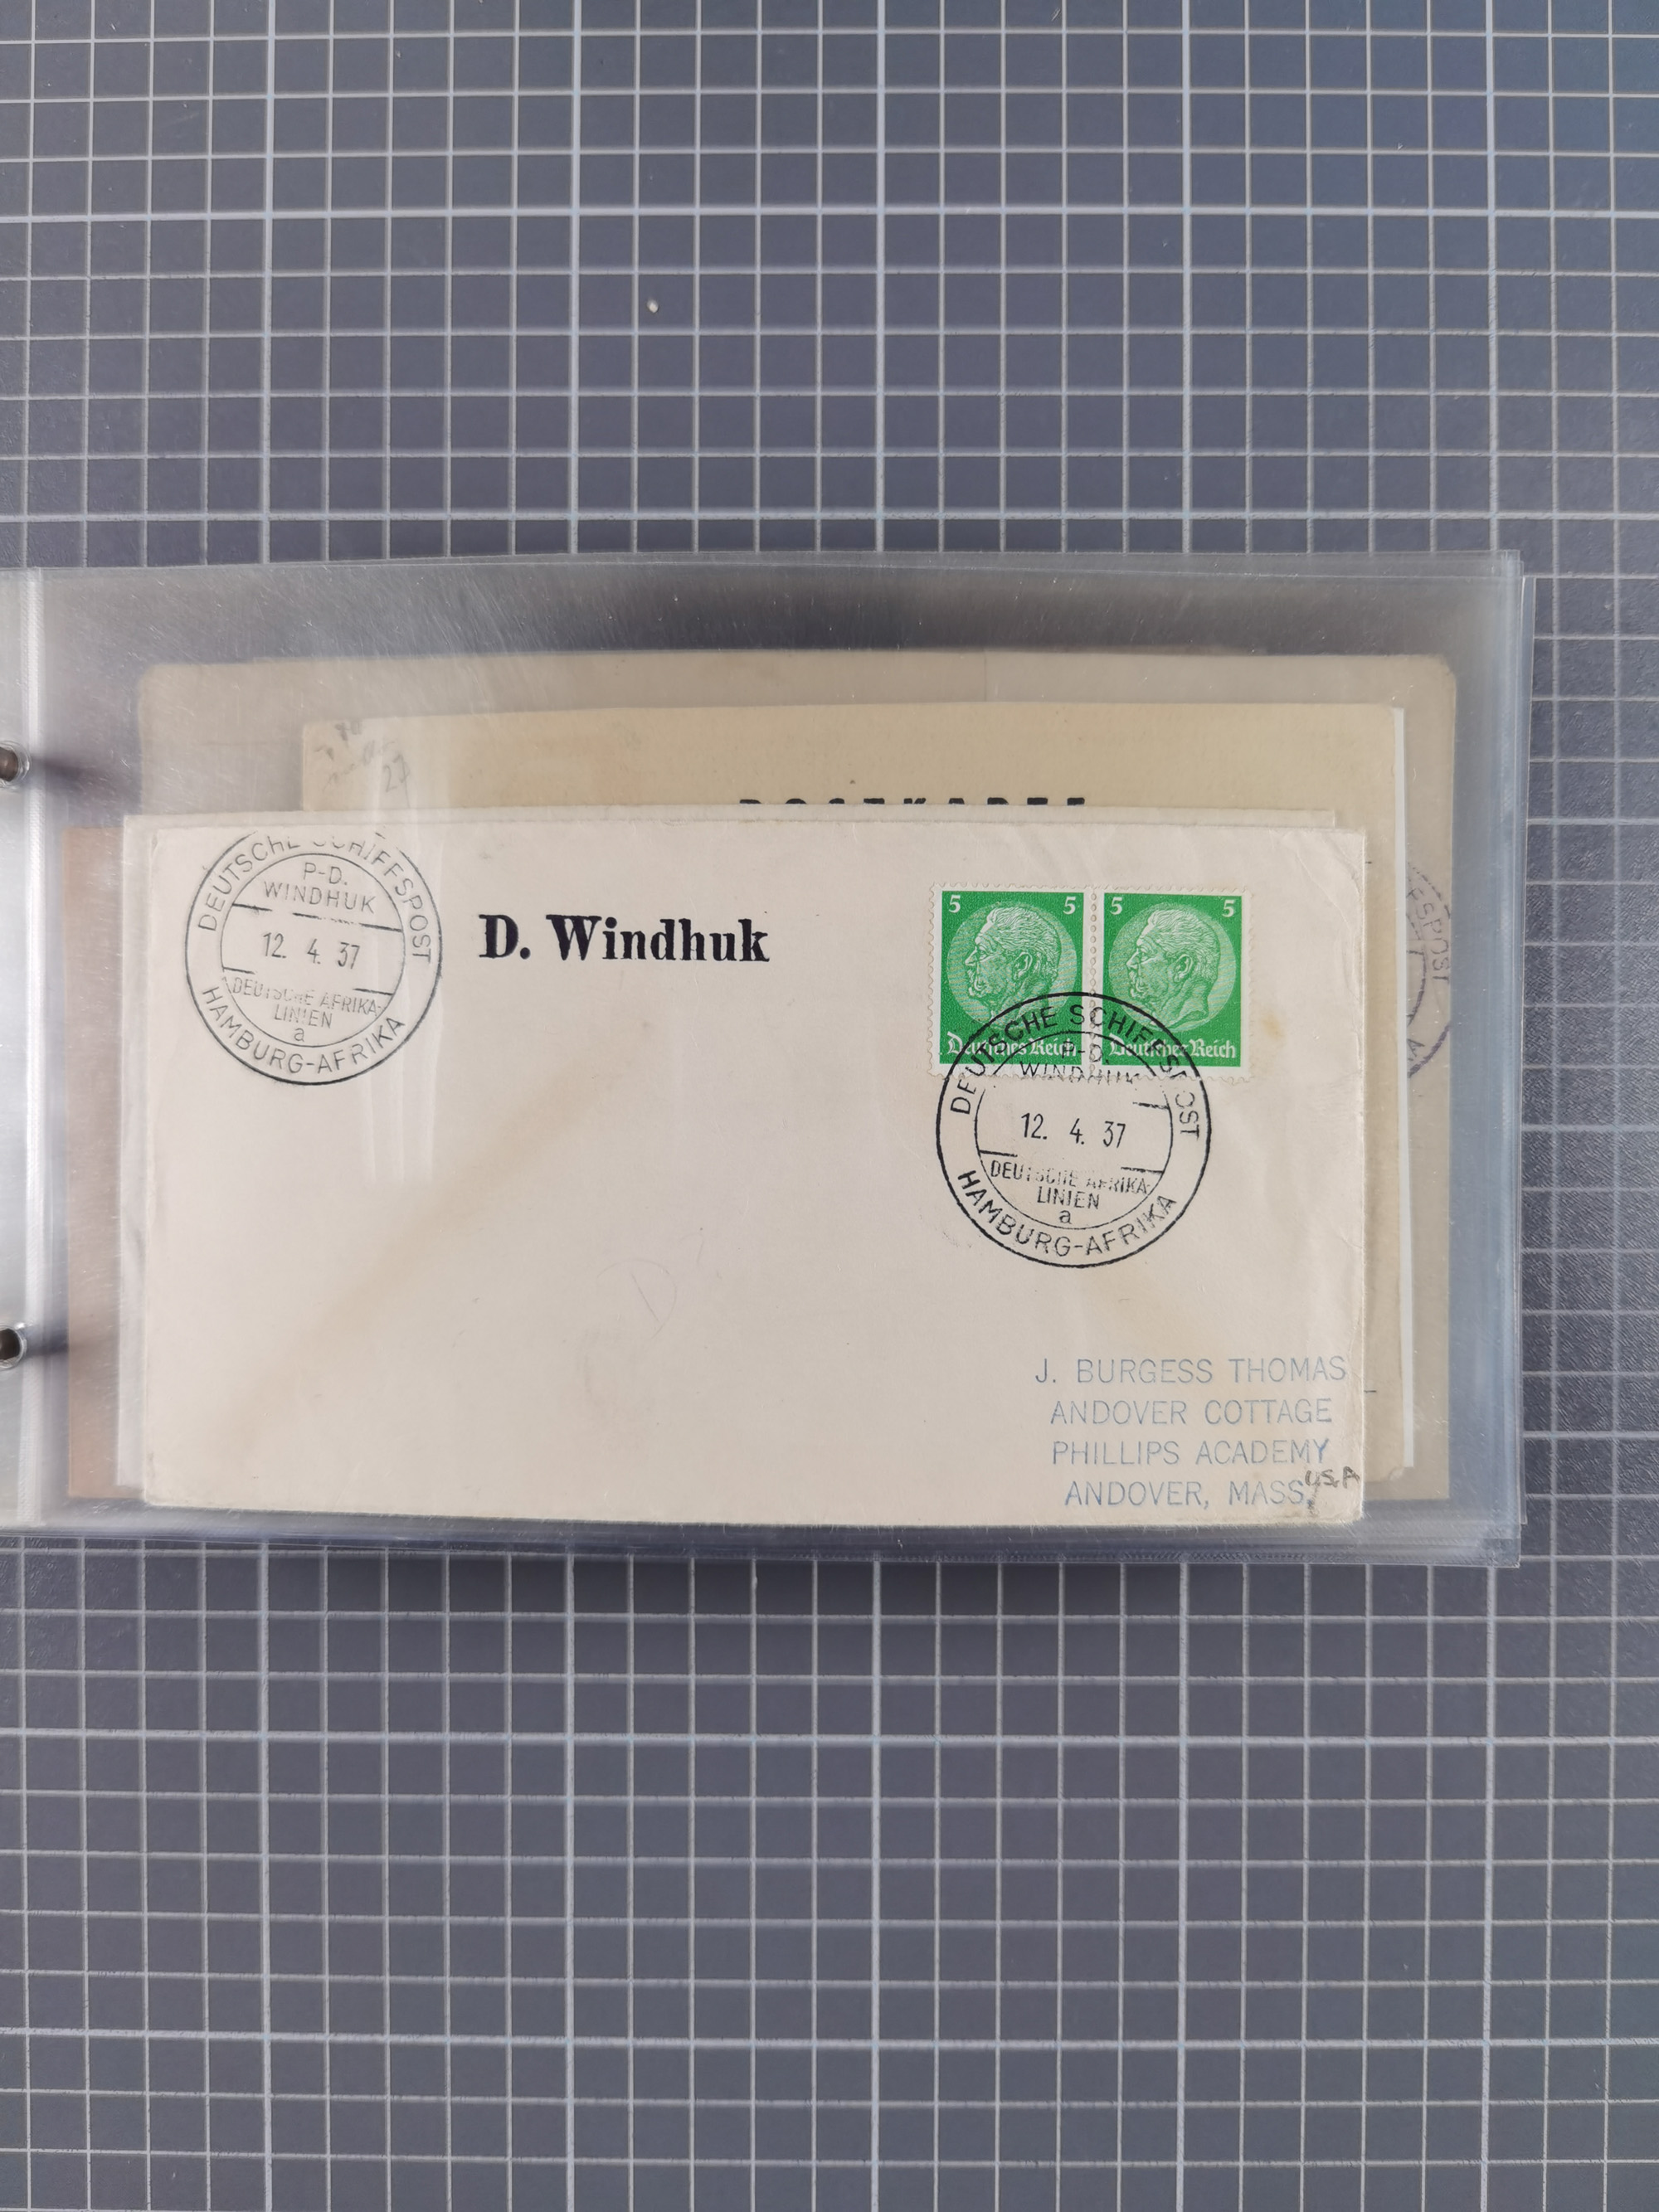 27
DEUTSCHE SCHIFFSPOST
P-D.
WINDHUK
12. 4. 37
DEUTSCHE AFRIKA-
LINIEN
a
HAMBURG-AFRIKA
D. Windhuk
5 5 5 5
Deutsches Reich Deutsches Reich
DEUTSCHE SCHIFFSPOST
P-D.
WINDHUK
12. 4. 37
DEUTSCHE AFRIKA-
LINIEN
a
HAMBURG-AFRIKA
D
J. BURGESS THOMAS
ANDOVER COTTAGE
PHILLIPS ACADEMY
ANDOVER, MASS. USA